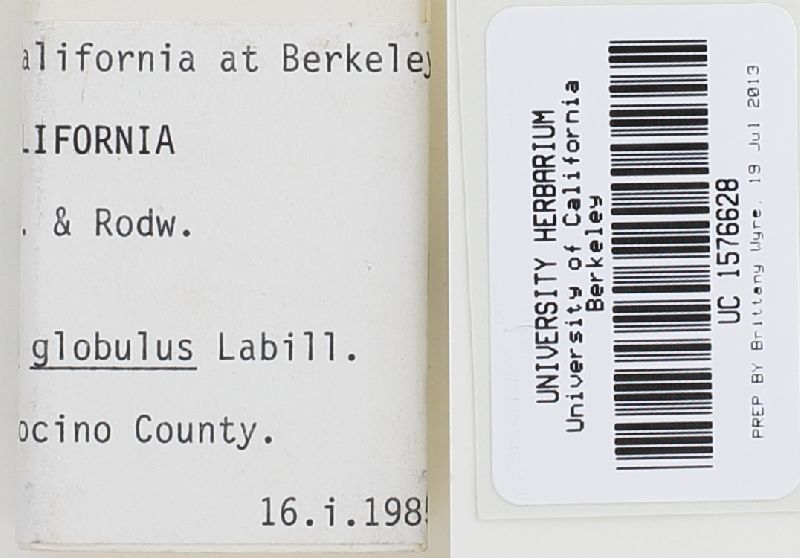 alifornia at Berkeley
LIFORNIA
. & Rodw.
globulus Labill.
ocino County.
16.i.198
UNIVERSITY HERBARIUM
University of California
Berkeley
UC 1576628
PREP BY Brittany Wyre, 19 Jul 2013